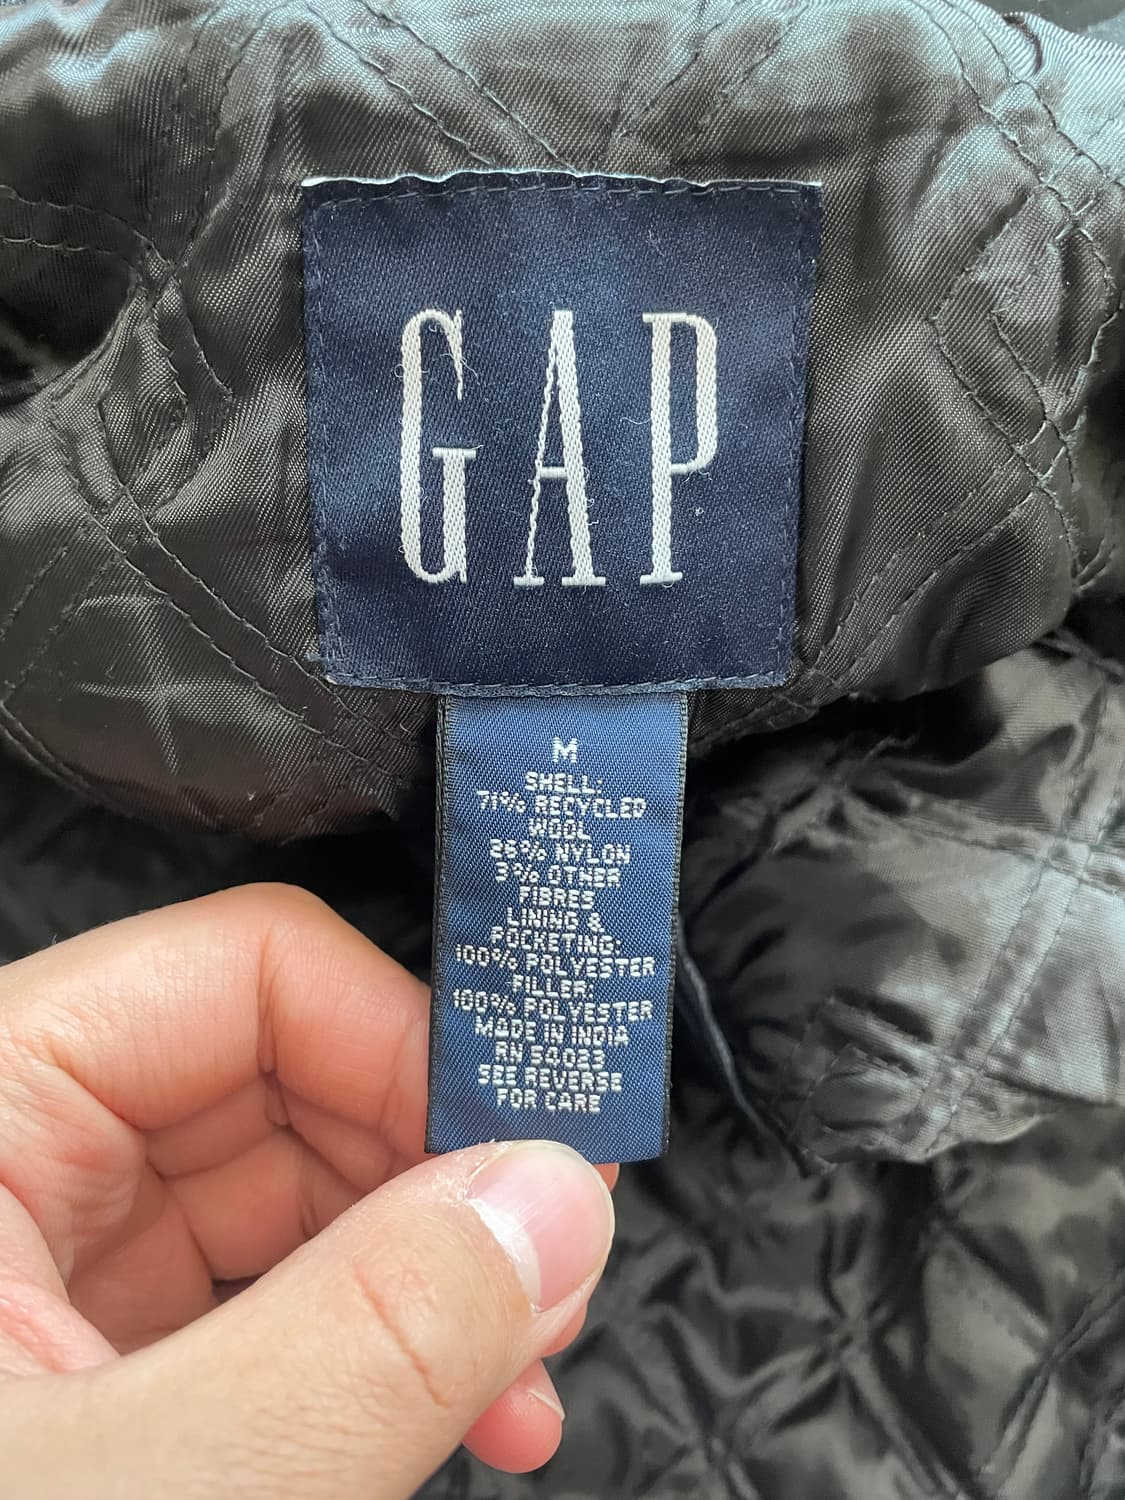 GAP
M
SHELL:
71% RECYCLED
WOOL
26% NYLON
3% OTHER
FIBRES
LINING &
POCKETING:
100% POLYESTER
FILLER:
100% POLYESTER
MADE IN INDIA
RN 54023
SEE REVERSE
FOR CARE